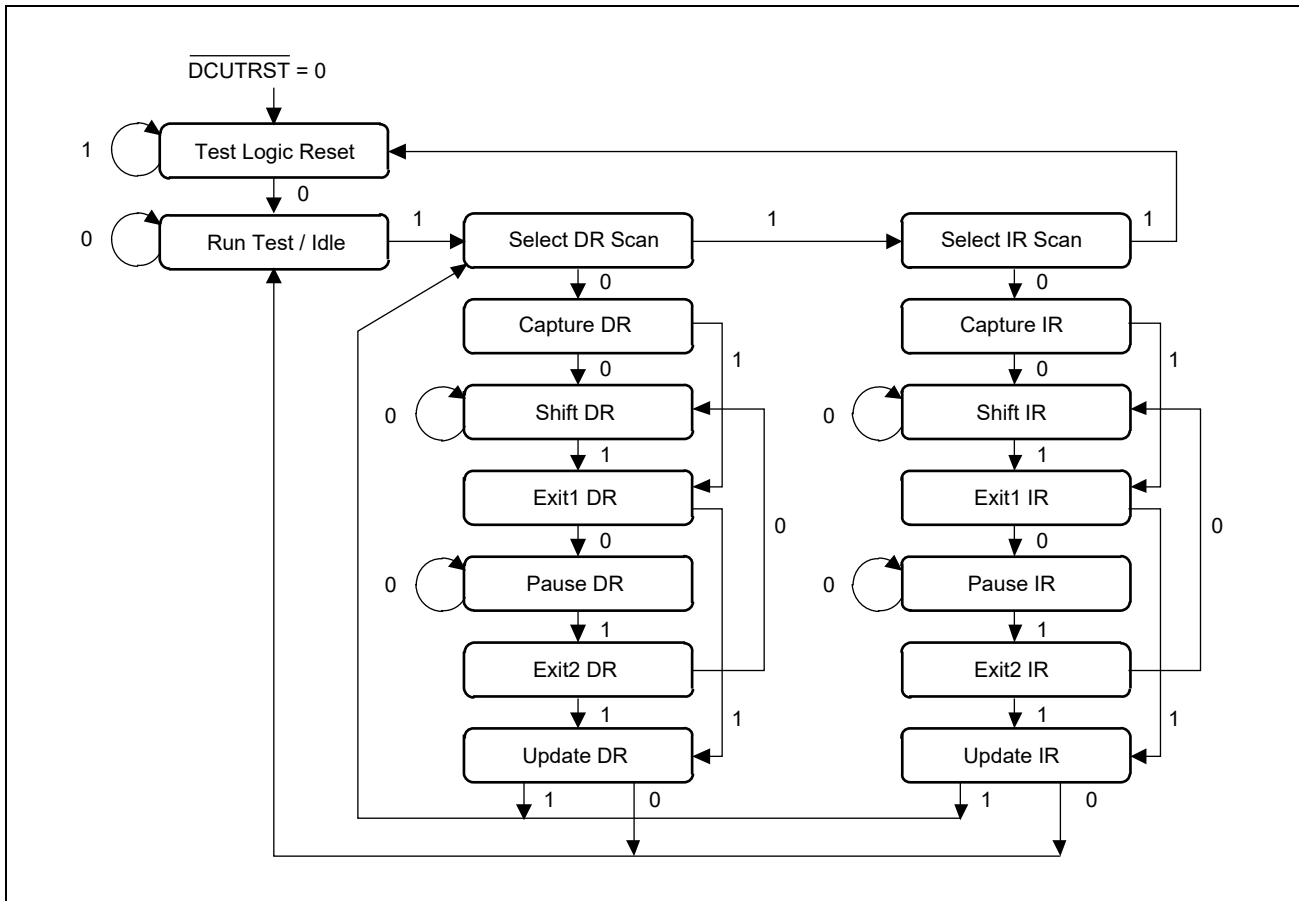 DCUTRST = 0
1
Test Logic Reset
0
0
Run Test / Idle
1
Select DR Scan
1
Select IR Scan
1
0
0
Capture DR
Capture IR
1
1
0
0
0
Shift DR
0
Shift IR
1
1
Exit1 DR
0
Exit1 IR
0
0
0
0
Pause DR
0
Pause IR
1
1
Exit2 DR
Exit2 IR
1
1
1
1
Update DR
Update IR
1
0
1
0